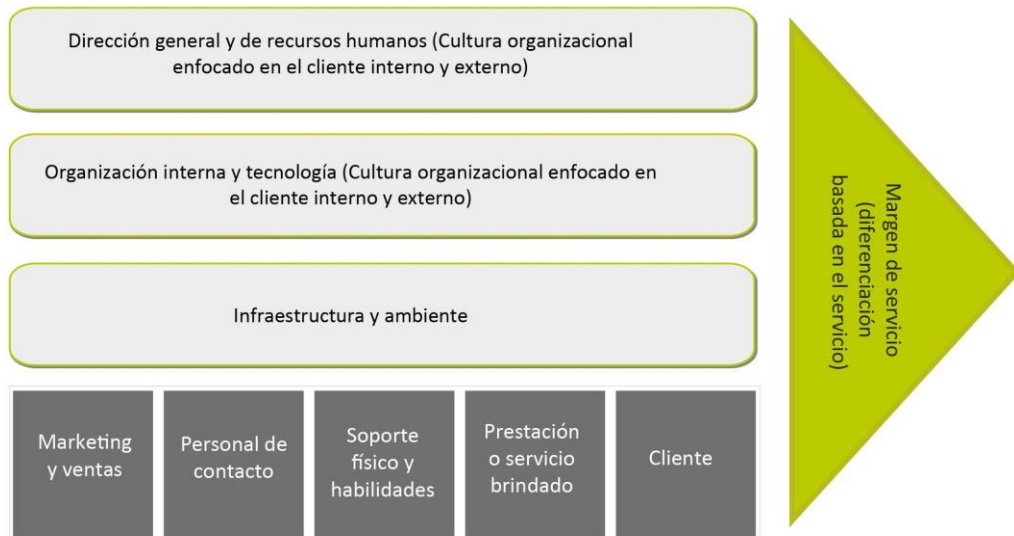 Dirección general y de recursos humanos (Cultura organizacional
enfocado en el cliente interno y externo)
Organización interna y tecnología (Cultura organizacional enfocado en
el cliente interno y externo)
Infraestructura y ambiente
Marketing
y ventas
Personal de
contacto
Soporte
físico y
habilidades
Prestación
o servicio
brindado
Cliente
Margen de servicio
(diferenciación
basada en el servicio)